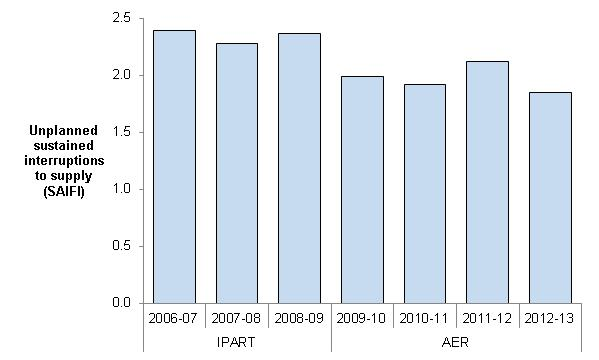 2.5
2.0
1.5
1.0
0.5
0.0
Unplanned
sustained
interruptions
to supply
(SAIFI)
2006-07 2007-08 2008-09 2009-10 2010-11 2011-12 2012-13
IPART AER